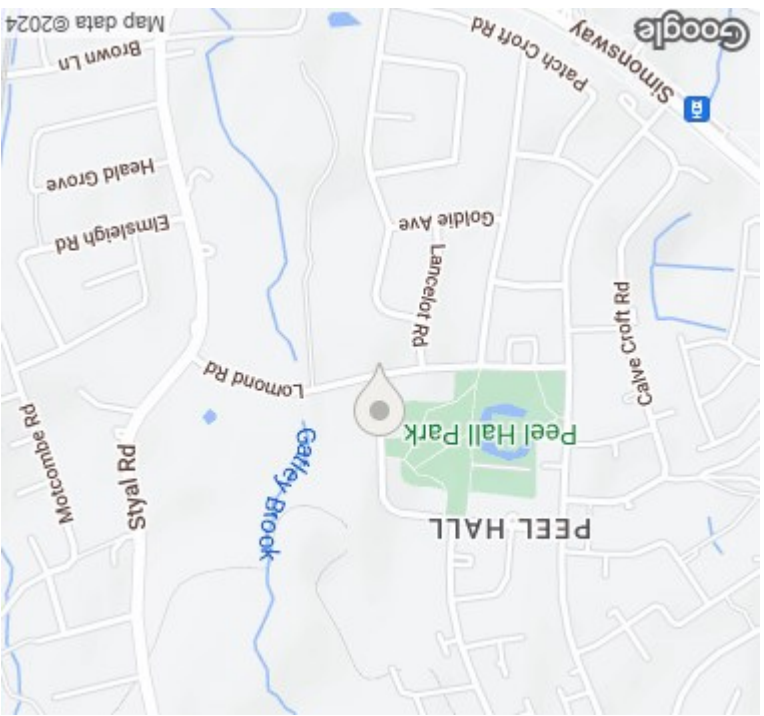 PEEL HALL
Gatley Brook
Styal Rd
Motcombe Rd
Peel Hall Park
Lomond Rd
Calve Croft Rd
Lancelot Rd
Elmsleigh Rd
Goldie Ave
Heald Grove
Simonsway
Patch Croft Rd
Brown Ln
Google
Map data ©2024